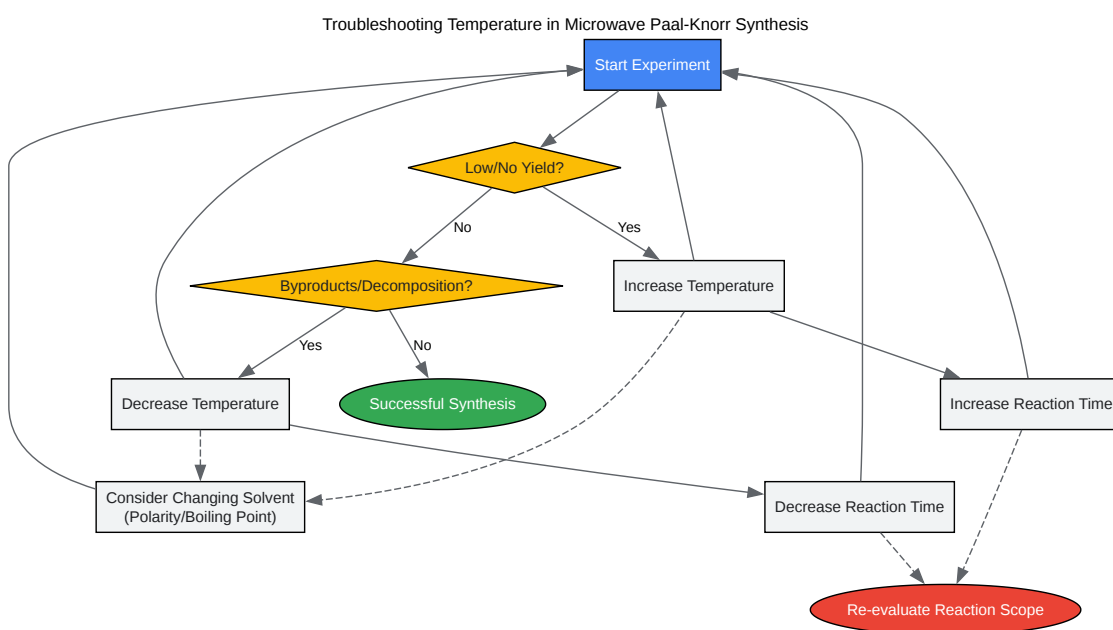 Troubleshooting Temperature in Microwave Paal-Knorr Synthesis
Start Experiment
Low/No Yield?
No
Yes
Byproducts/Decomposition?
Increase Temperature
Yes
No
Decrease Temperature
Successful Synthesis
Increase Reaction Time
Consider Changing Solvent
(Polarity/Boiling Point)
Decrease Reaction Time
Re-evaluate Reaction Scope